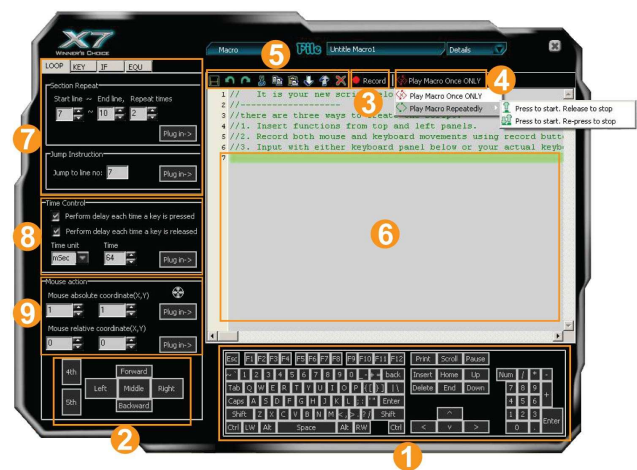 X7
WINNER'S CHOICE
Macro
File
Untitle Macro1
Details
LOOP KEY IF EQU
Section Repeat
Start line ~ End line, Repeat times
7 ~ 10 2
Plug in->
Jump Instruction
Jump to line no: 7 Plug in->
7
Time Control
Perform delay each time a key is pressed
Perform delay each time a key is released
Time unit Time
mSec 64 Plug in->
8
Mouse action
Mouse absolute coordinate(X,Y)
1 1 Plug in->
Mouse relative coordinate(X,Y)
0 0 Plug in->
9
4th Forward
Left Middle Right
5th Backward
2
5
Record
3
Play Macro Once ONLY
4
Play Macro Once ONLY
Play Macro Repeatedly
Press to start. Release to stop
Press to start. Re-press to stop
1 // It is your new script
2 //------------------
3 //there are three ways to
4 //1. Insert functions from top and left panels.
5 //2. Record both mouse and keyboard movements using record butt
6 //3. Input with either keyboard panel below or your actual keyb
7
6
Esc F1 F2 F3 F4 F5 F6 F7 F8 F9 F10 F11 F12 Print Scroll Pause
~ 1 2 3 4 5 6 7 8 9 0 - + back Insert Home Up Num / * -
Tab Q W E R T Y U I O P { [ } ] | \ Delete End Down 7 8 9 +
Caps A S D F G H J K L ; : ' " Enter 4 5 6
Shift Z X C V B N M < , > . ? / Shift ^ 1 2 3 Enter
Ctrl LW Alt Space Alt RW Ctrl < v > 0 .
1